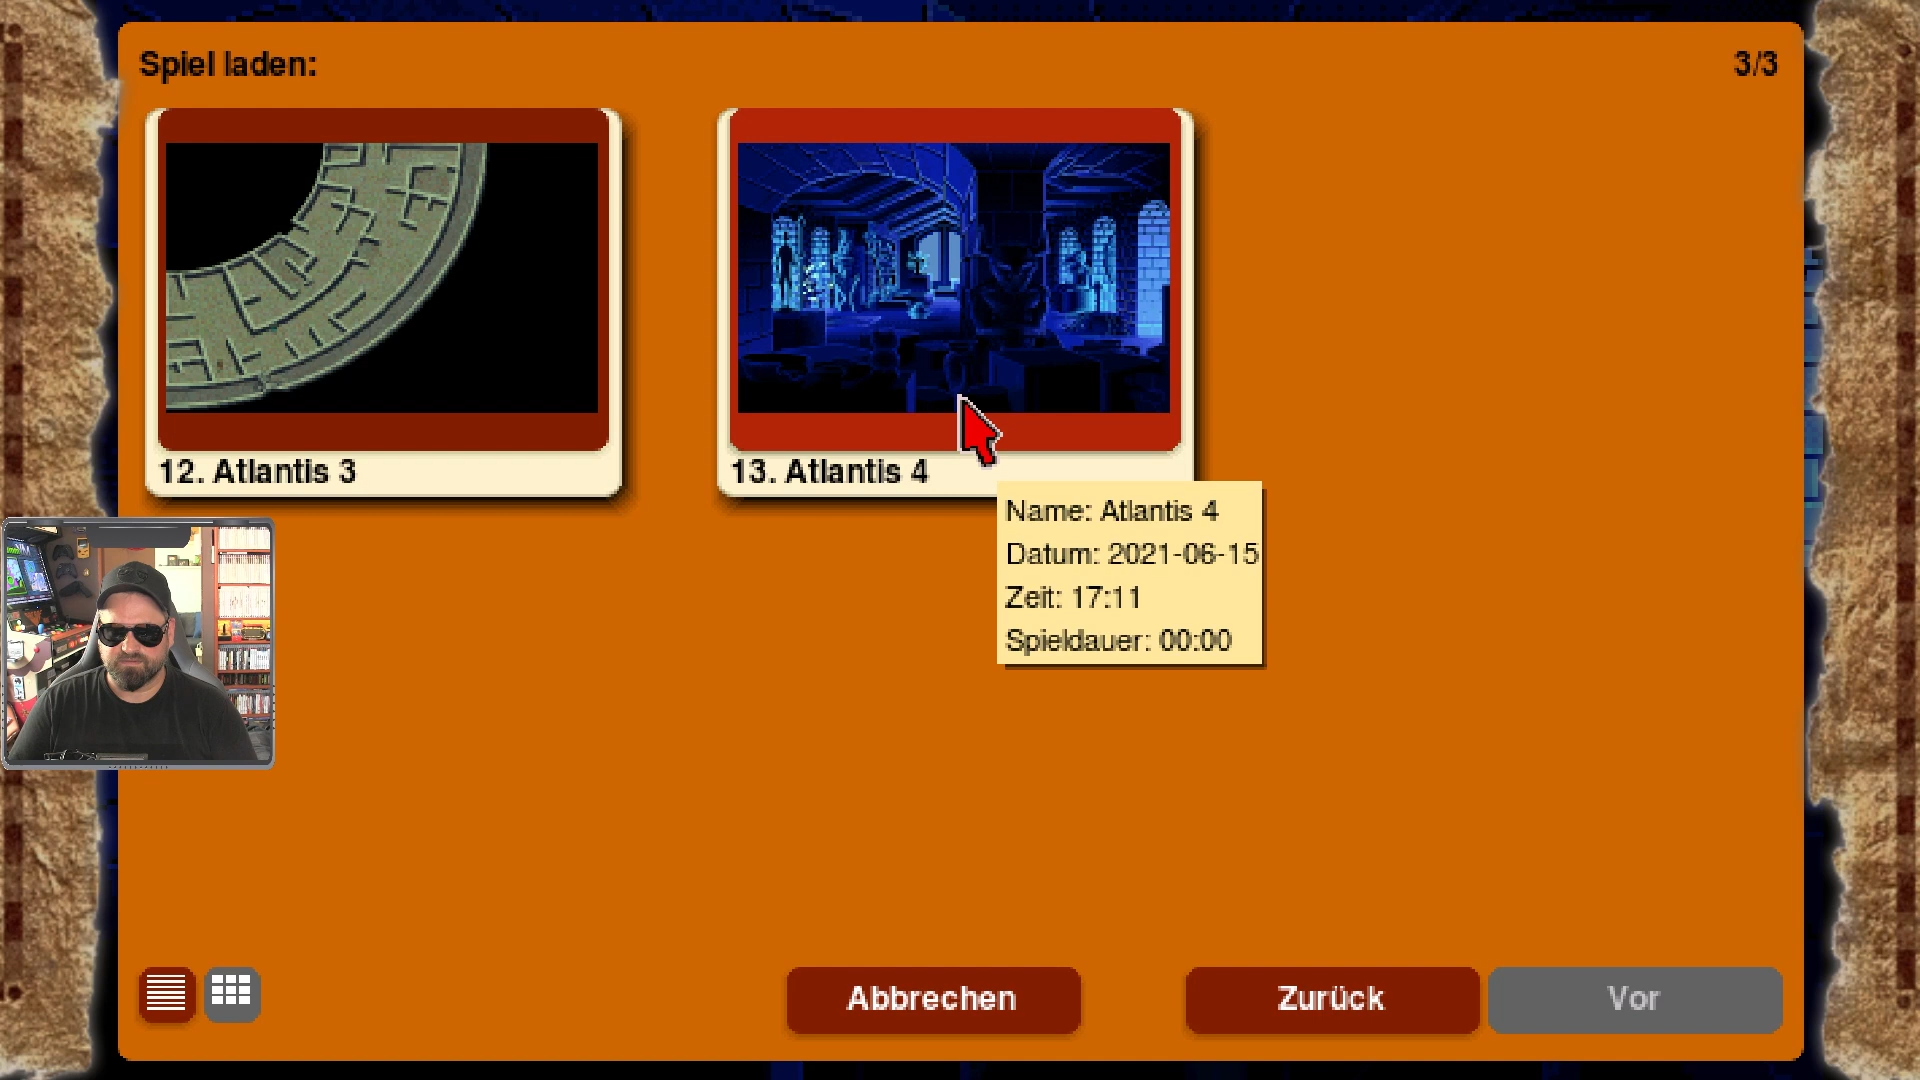 Spiel laden:
3/3
12. Atlantis 3
13. Atlantis 4
Name: Atlantis 4
Datum: 2021-06-15
Zeit: 17:11
Spieldauer: 00:00
Abbrechen
Zurück
Vor